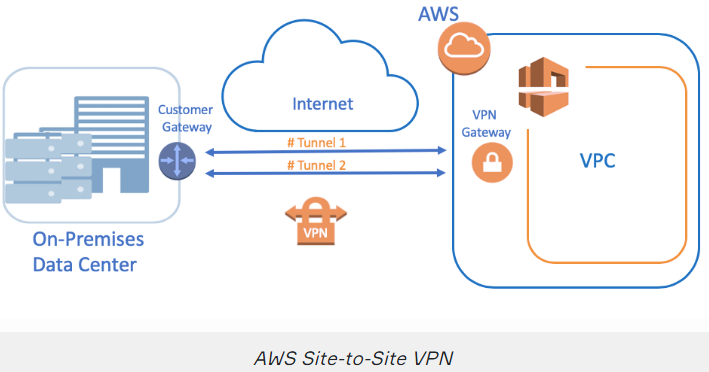 AWS
Internet
Customer
Gateway
VPN
Gateway
# Tunnel 1
# Tunnel 2
VPC
VPN
On-Premises
Data Center
AWS Site-to-Site VPN